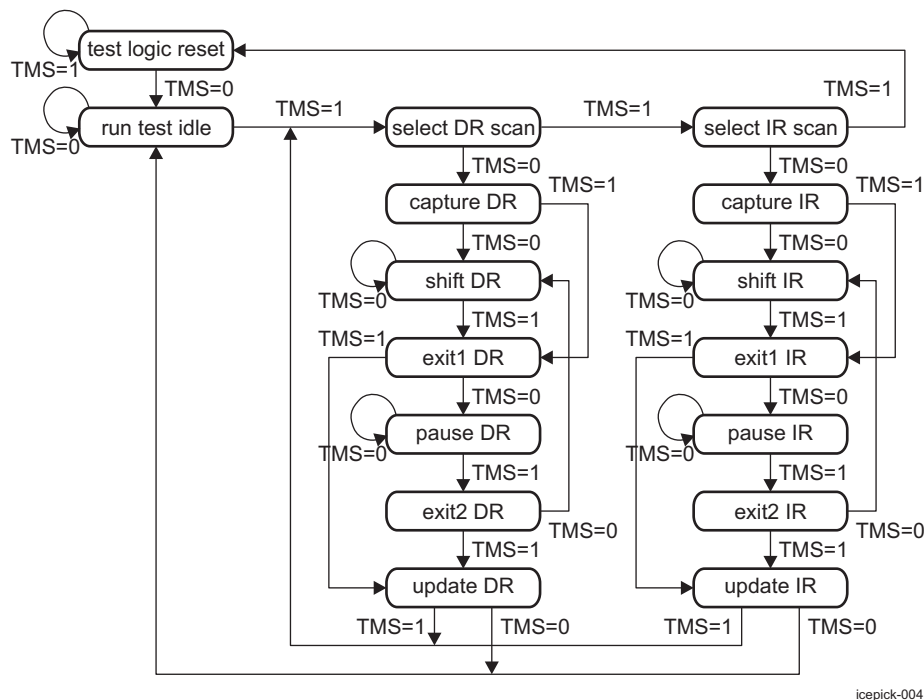 test logic reset
TMS=1
TMS=0
TMS=1
run test idle
TMS=0
TMS=1
select DR scan
TMS=1
select IR scan
TMS=0
TMS=0
TMS=1
TMS=1
capture DR
capture IR
TMS=0
TMS=0
shift DR
shift IR
TMS=0
TMS=0
TMS=1
TMS=1
TMS=1
TMS=1
exit1 DR
exit1 IR
TMS=0
TMS=0
pause DR
pause IR
TMS=0
TMS=0
TMS=1
TMS=1
exit2 DR
exit2 IR
TMS=0
TMS=0
TMS=1
TMS=1
update DR
update IR
TMS=1
TMS=0
TMS=1
TMS=0
icepick-004